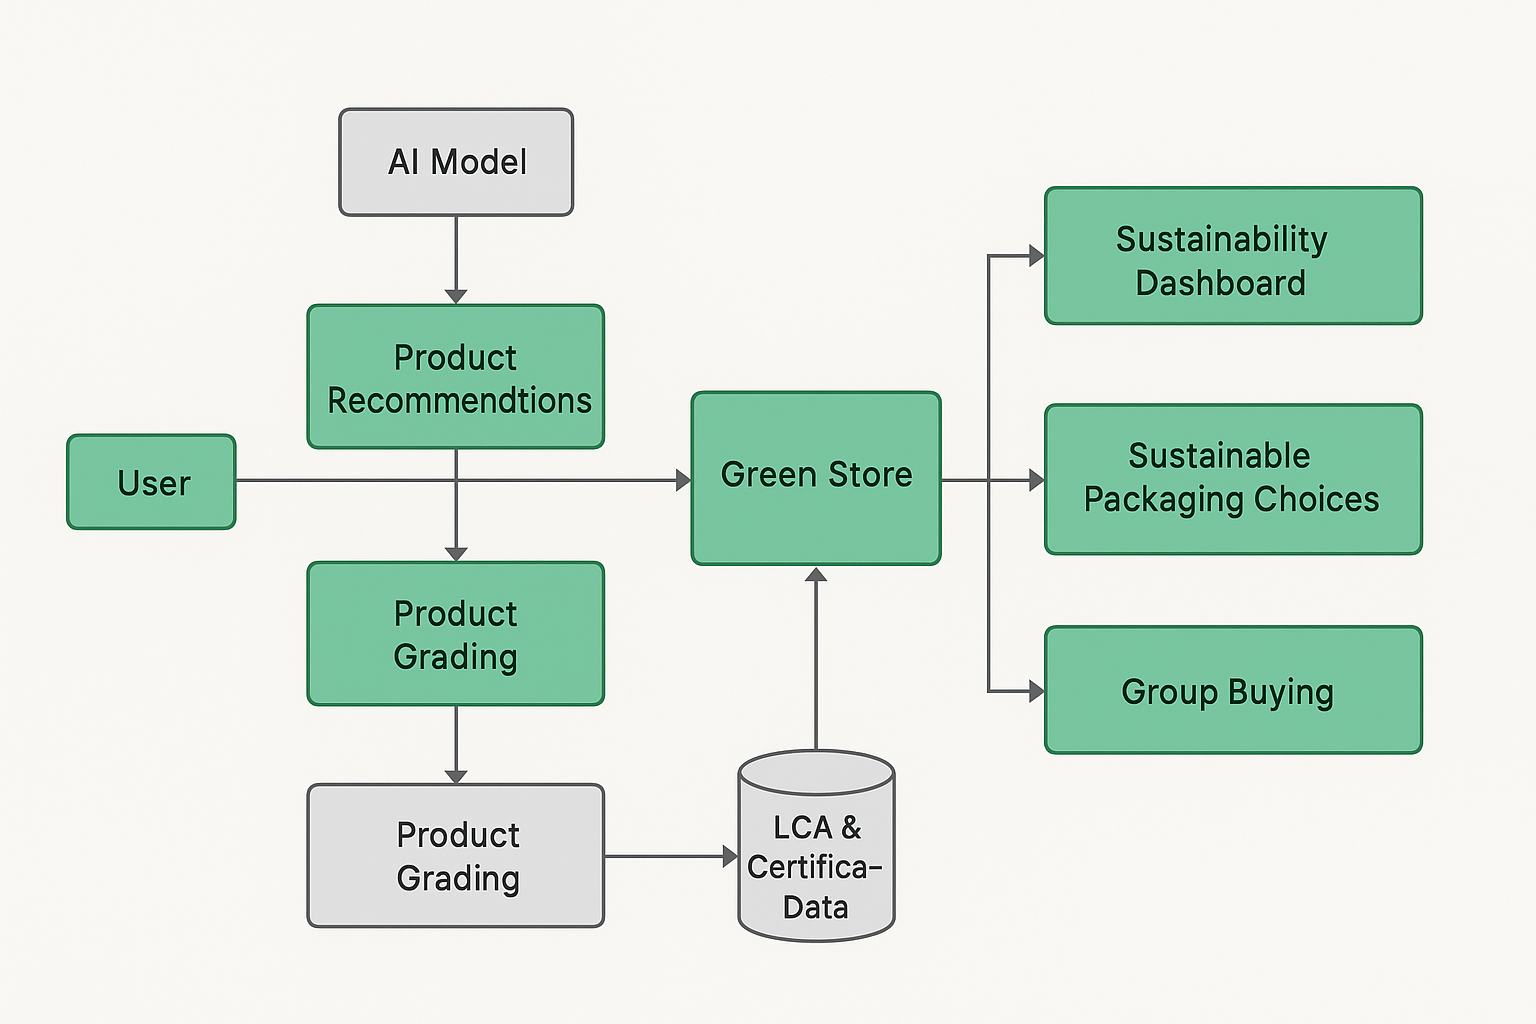 AI Model
Product
Recommendtions
User
Product
Grading
Product
Grading
Green Store
LCA &
Certifica–
Data
Sustainability
Dashboard
Sustainable
Packaging Choices
Group Buying